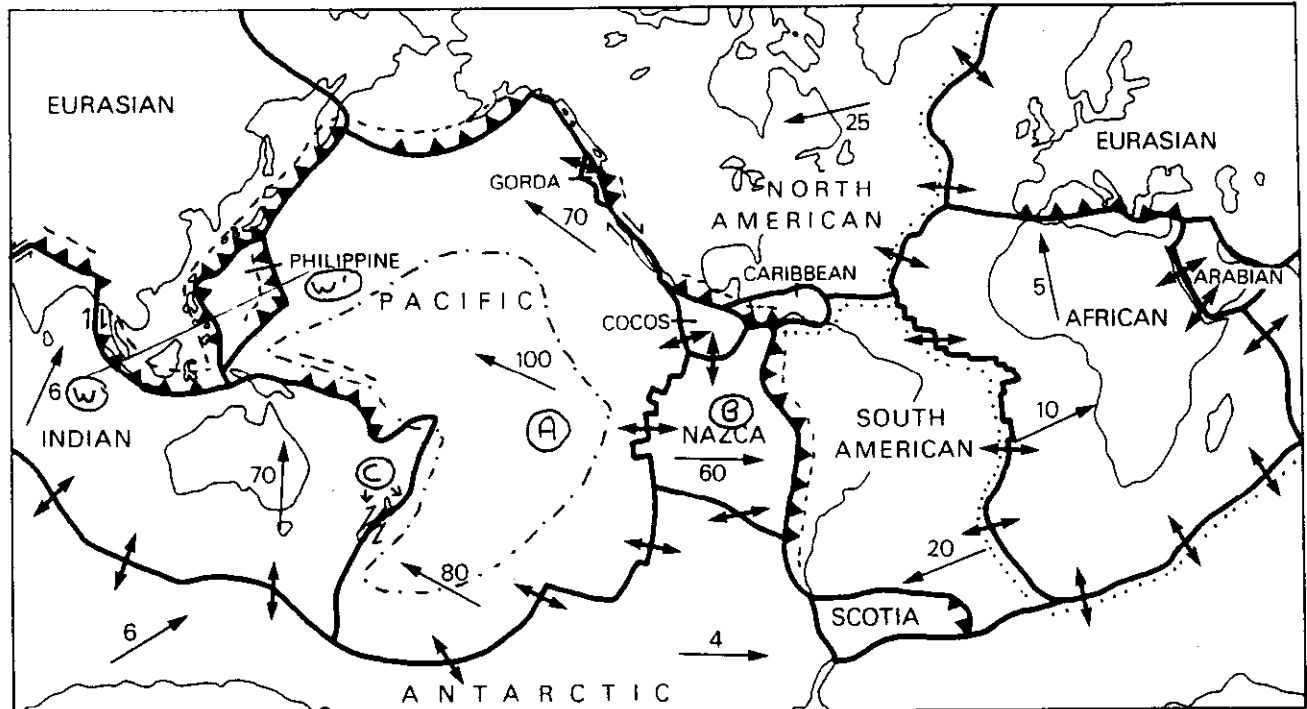 EURASIAN
25
EURASIAN
GORDA
NORTH
AMERICAN
70
PHILIPPINE
W'
PACIFIC
CARIBBEAN
ARABIAN
5
AFRICAN
COCOS
100
6
W
B
A
INDIAN
NAZCA
SOUTH
AMERICAN
10
60
C
70
80
20
6
4
SCOTIA
ANTARCTIC